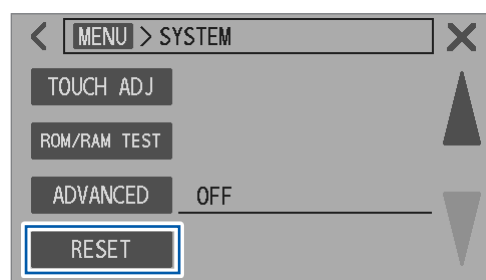 MENU > SYSTEM
TOUCH ADJ
ROM/RAM TEST
ADVANCED OFF
RESET